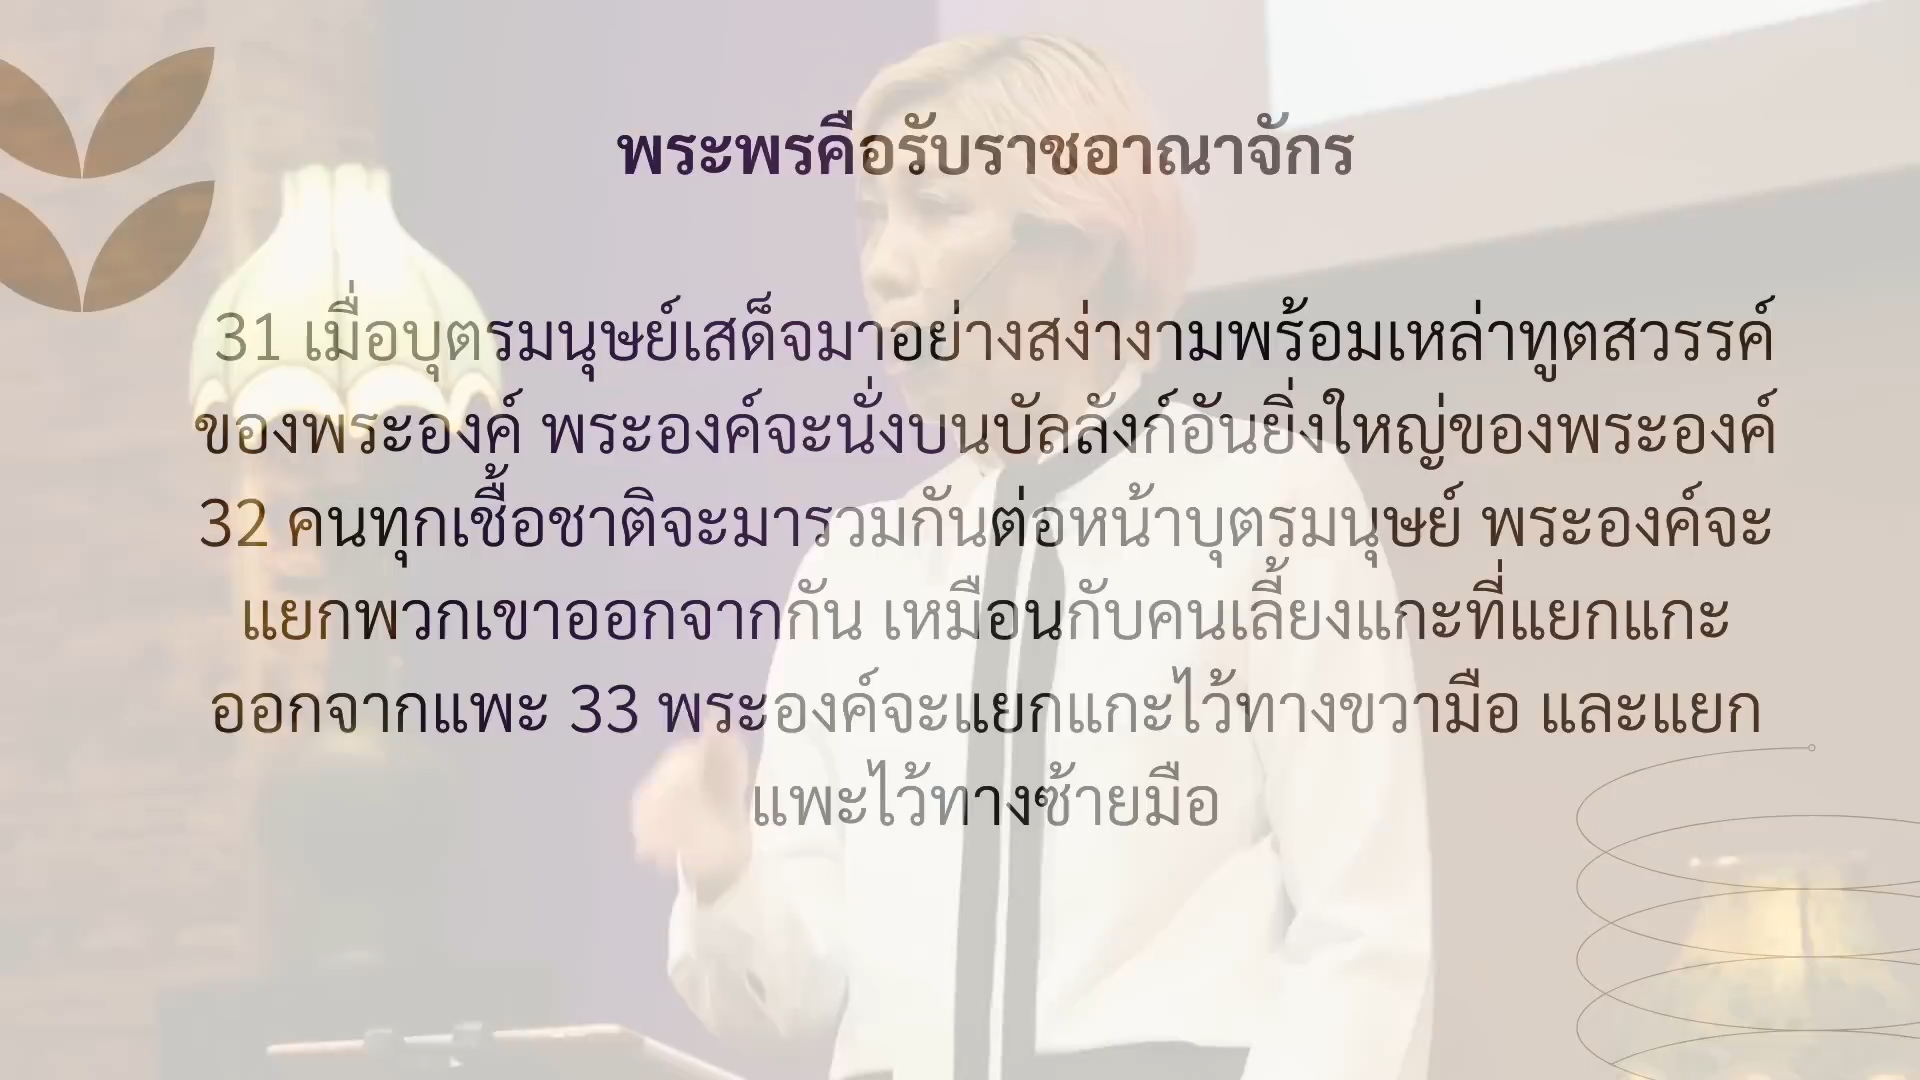 พระพรคือรับราชอาณาจักร
31 เมื่อบุตรมนุษย์เสด็จมาอย่างสง่างามพร้อมเหล่าทูตสวรรค์
ของพระองค์ พระองค์จะนั่งบนบัลลังก์อันยิ่งใหญ่ของพระองค์
32 คนทุกเชื้อชาติจะมารวมกันต่อหน้าบุตรมนุษย์ พระองค์จะ
แยกพวกเขาออกจากกัน เหมือนกับคนเลี้ยงแกะที่แยกแกะ
ออกจากแพะ 33 พระองค์จะแยกแกะไว้ทางขวามือ และแยก
แพะไว้ทางซ้ายมือ